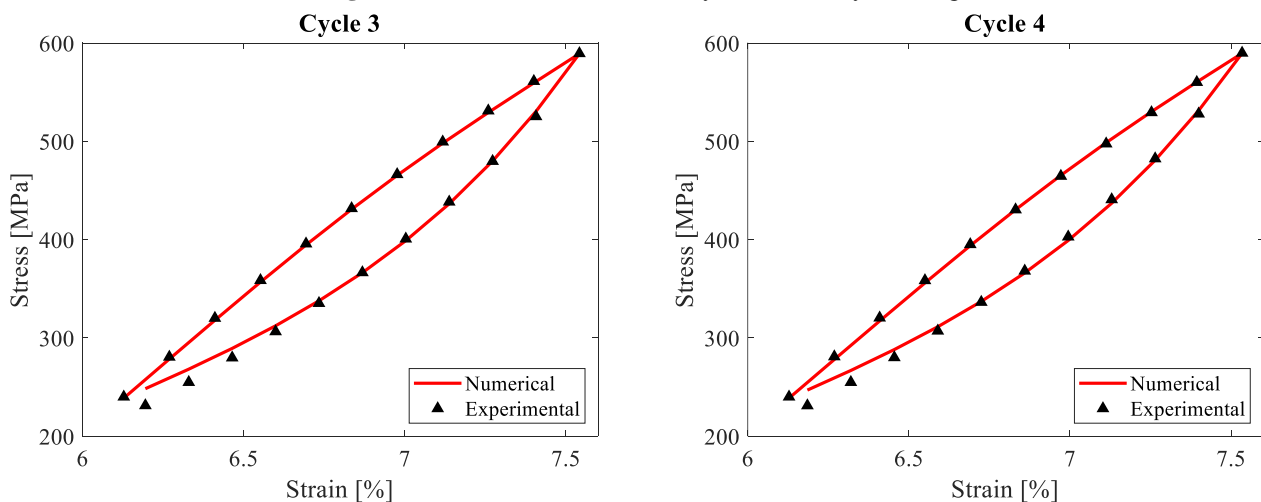 Cycle 3
600
500
400
300
200
6
6.5
7
7.5
Stress [MPa]
Strain [%]
Numerical
Experimental
Cycle 4
600
500
400
300
200
6
6.5
7
7.5
Stress [MPa]
Strain [%]
Numerical
Experimental